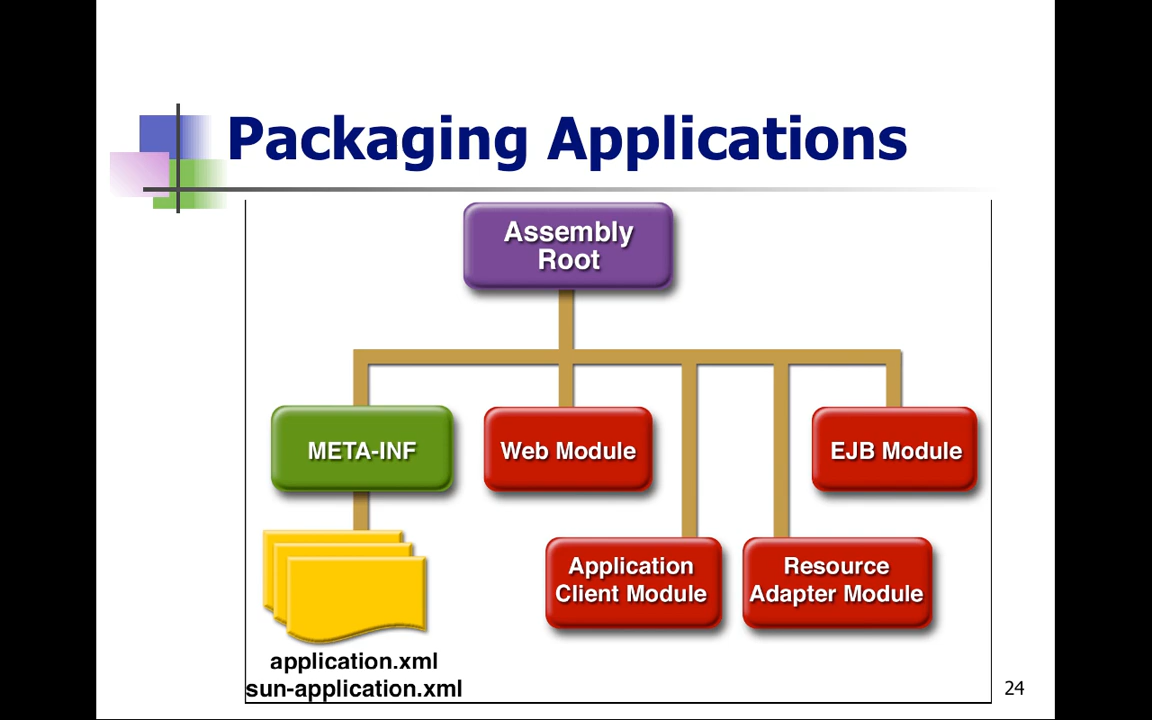 Packaging Applications
Assembly
Root
META-INF
Web Module
EJB Module
Application
Client Module
Resource
Adapter Module
application.xml
sun-application.xml
24